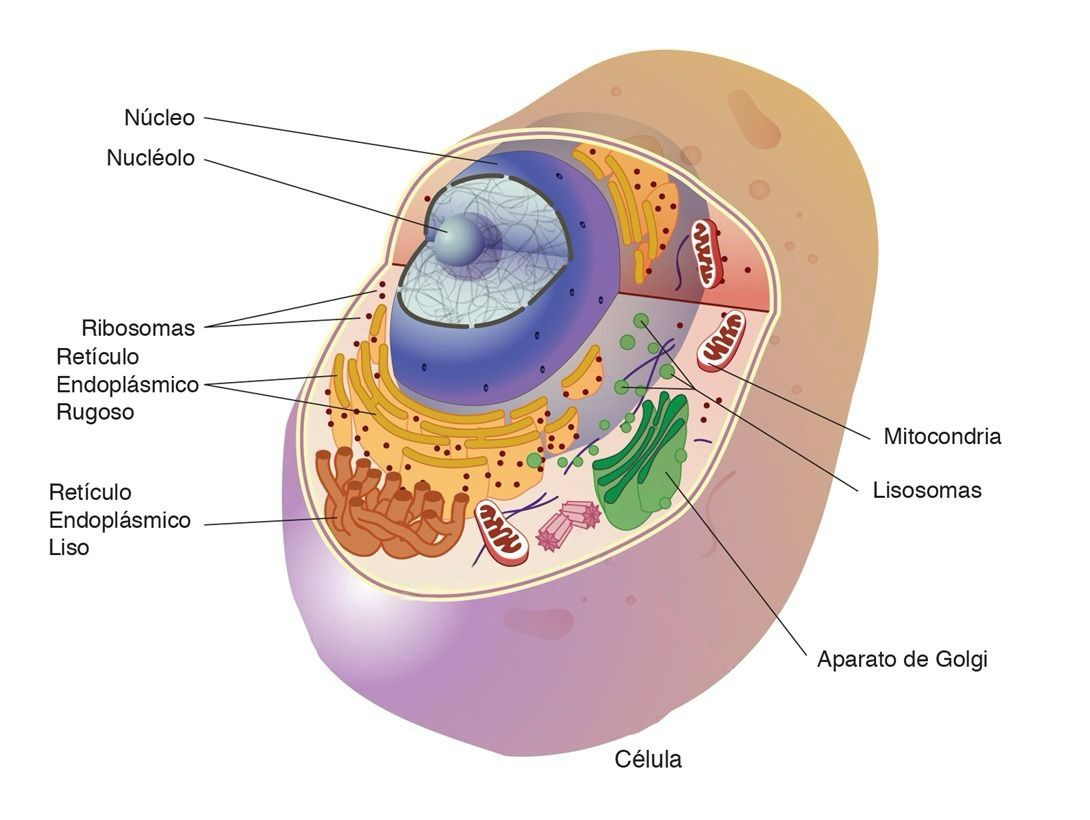 Núcleo
Nucléolo
Ribosomas
Retículo
Endoplásmico
Rugoso
Retículo
Endoplásmico
Liso
Mitocondria
Lisosomas
Aparato de Golgi
Célula